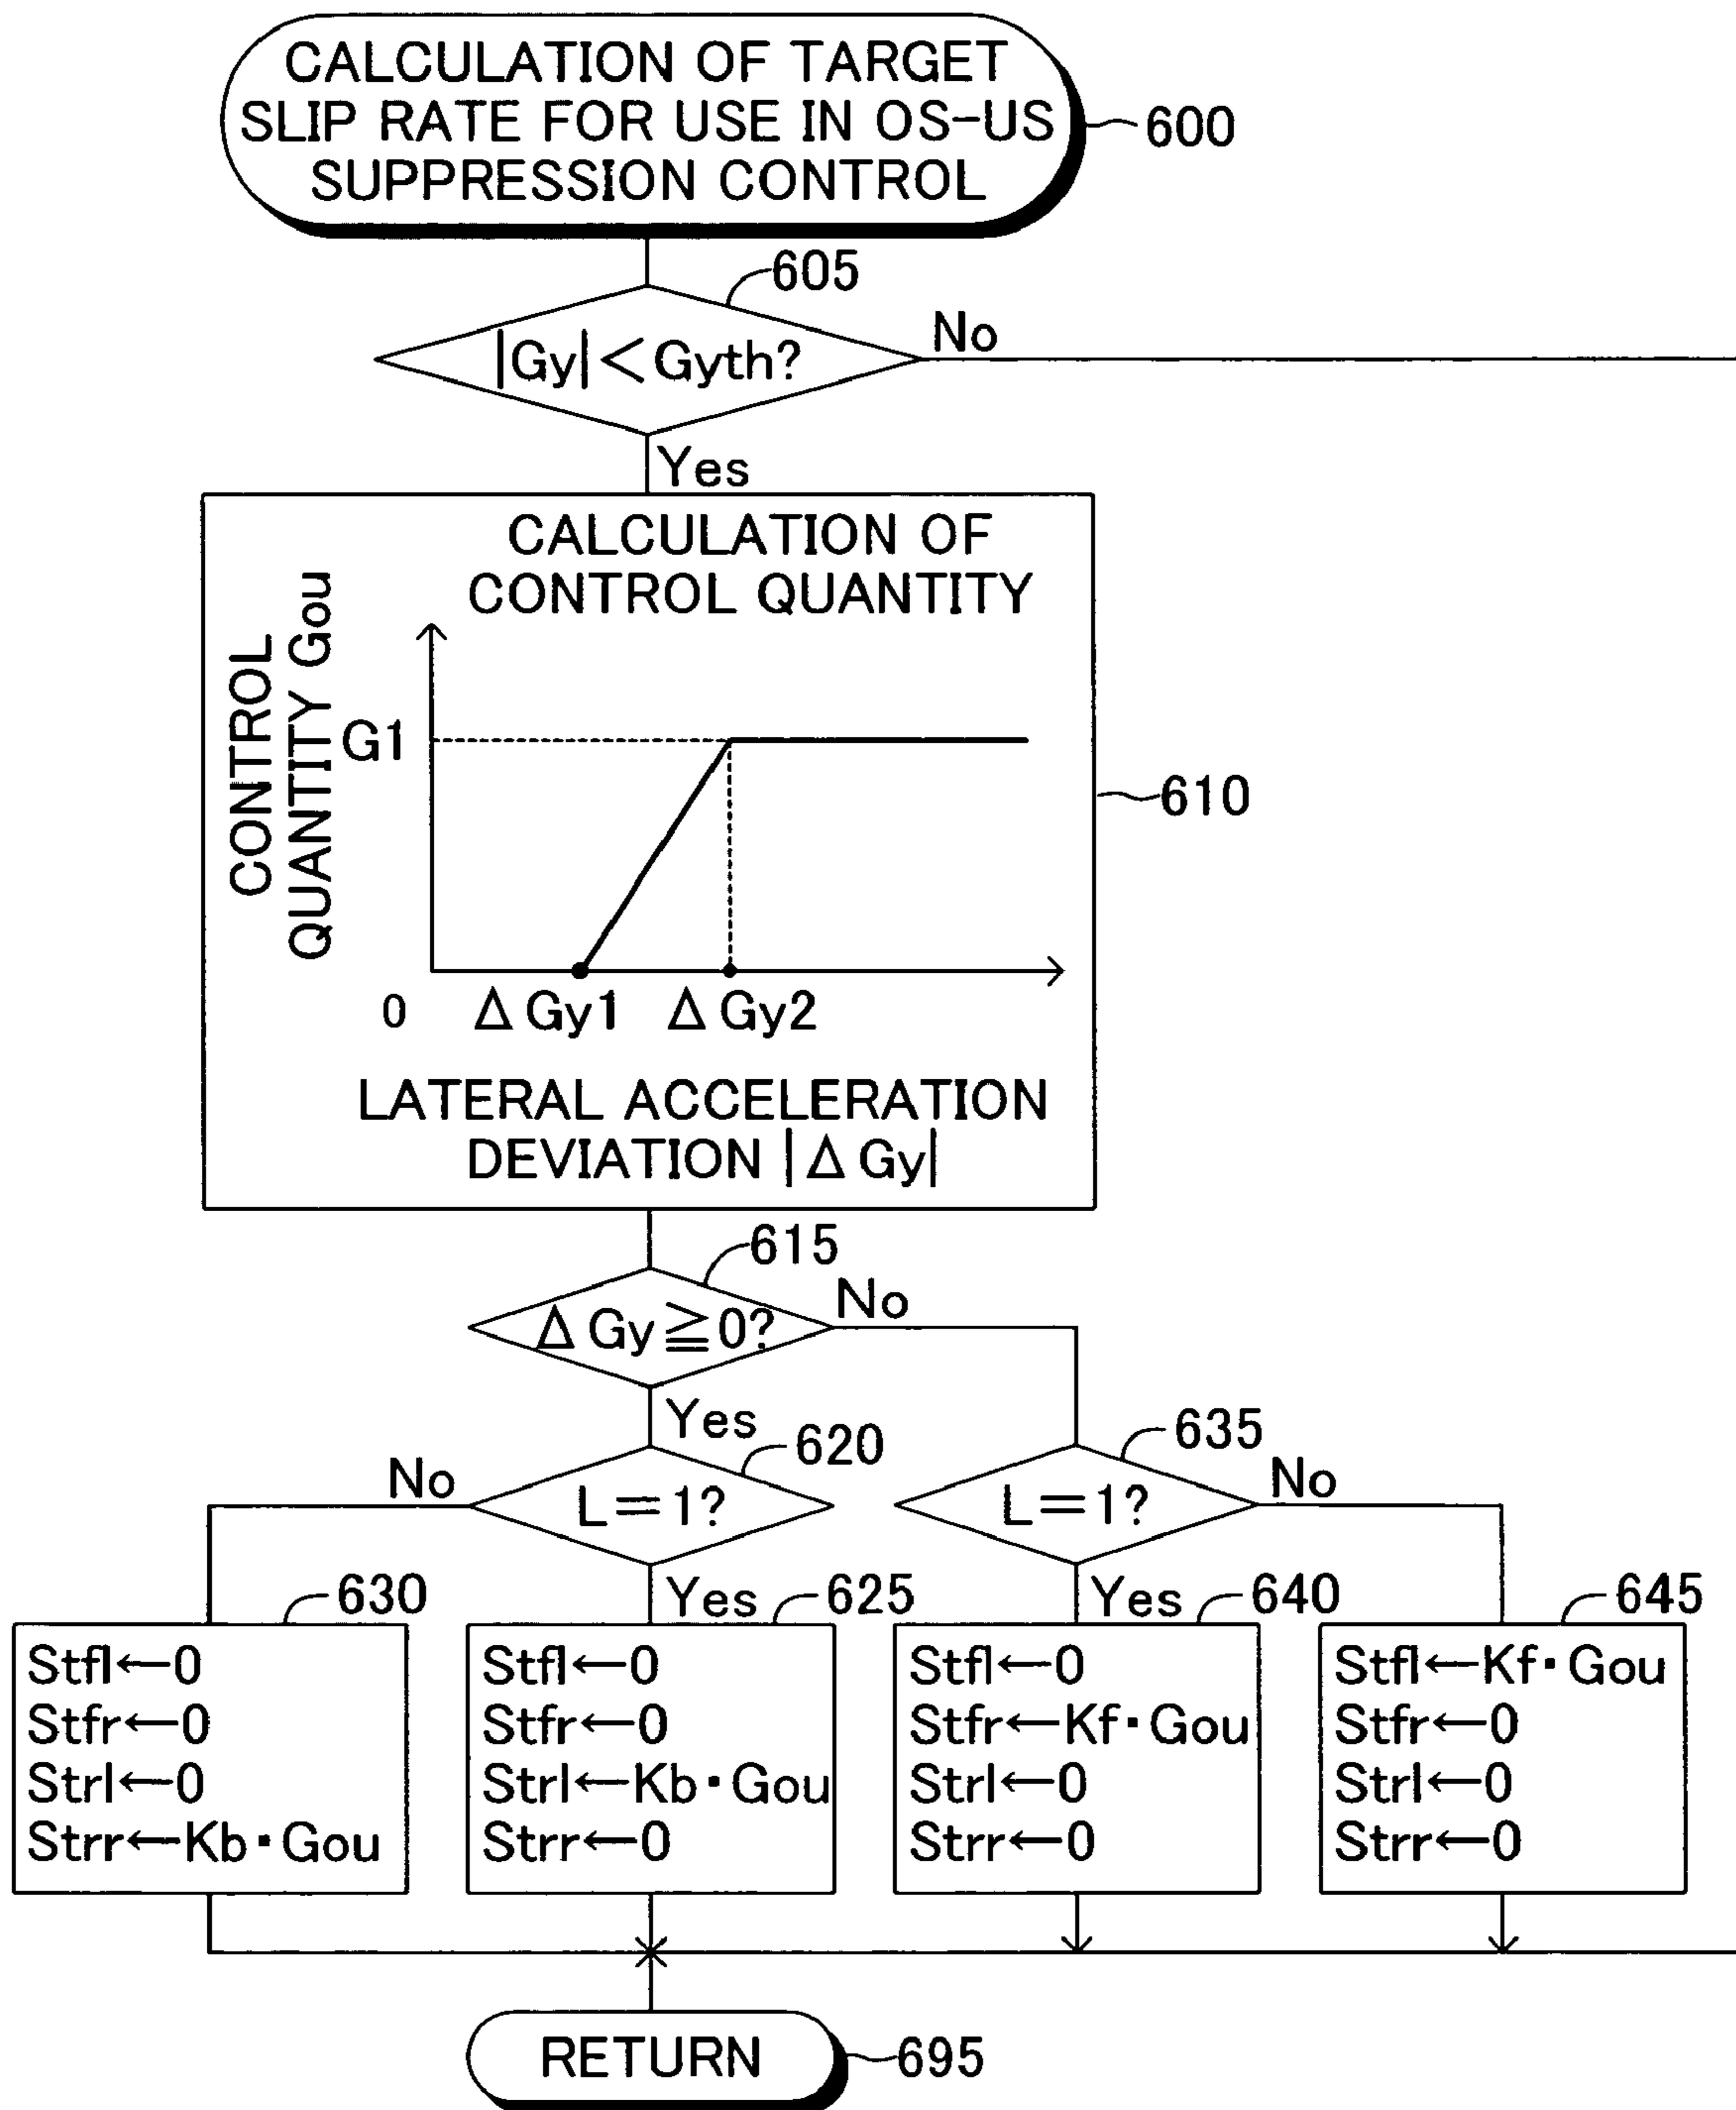 CALCULATION OF TARGET
SLIP RATE FOR USE IN OS-US
SUPPRESSION CONTROL
600
605
|Gy|<Gyth?
No
Yes
CALCULATION OF
CONTROL QUANTITY
CONTROL
QUANTITY Gou
G1
610
0
Δ Gy1
Δ Gy2
LATERAL ACCELERATION
DEVIATION |Δ Gy|
615
Δ Gy≧0?
No
Yes
620
L=1?
No
Yes
635
L=1?
No
Yes
630
Stfl←0
Stfr←0
Strl←0
Strr←Kb·Gou
625
Stfl←0
Stfr←0
Strl←Kb·Gou
Strr←0
640
Stfl←0
Stfr←Kf·Gou
Strl←0
Strr←0
645
Stfl←Kf·Gou
Stfr←0
Strl←0
Strr←0
RETURN
695